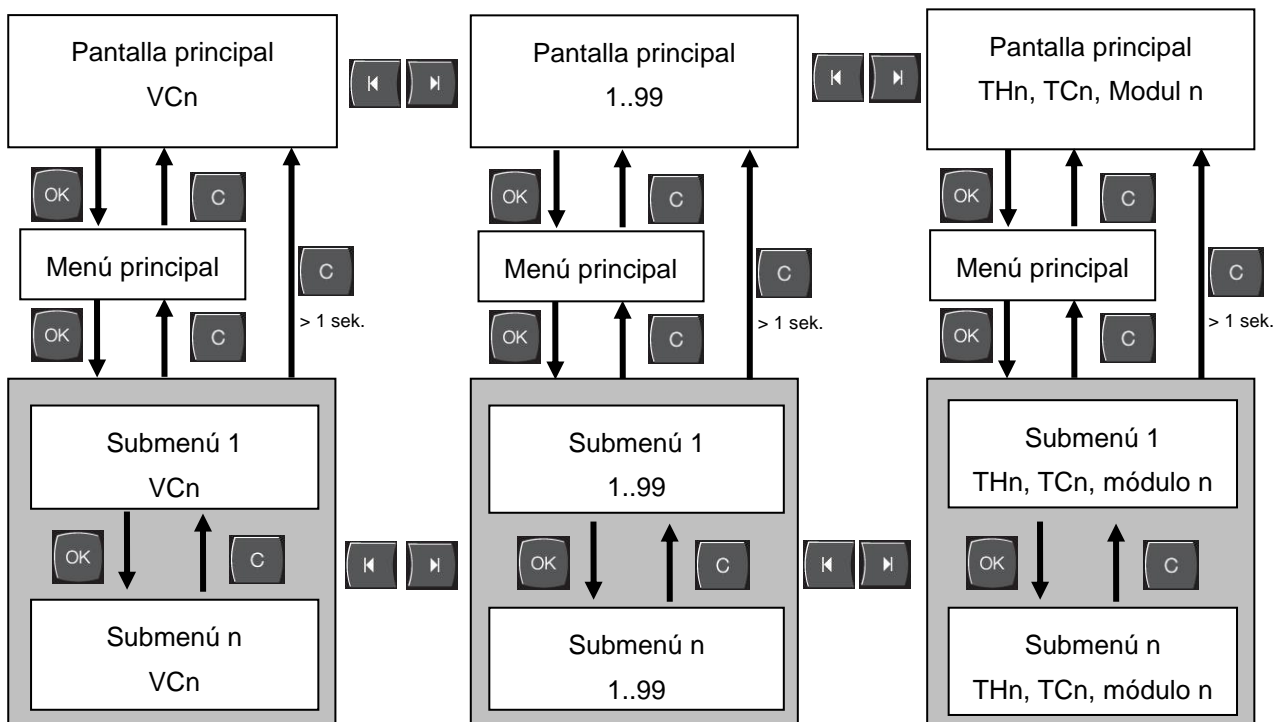 Pantalla principal
VCn
OK
C
Menú principal
OK
C
C
> 1 sek.
Submenú 1
VCn
OK
C
Submenú n
VCn
Pantalla principal
1..99
OK
C
Menú principal
OK
C
C
> 1 sek.
Submenú 1
1..99
OK
C
Submenú n
1..99
Pantalla principal
THn, TCn, Modul n
OK
C
Menú principal
OK
C
C
> 1 sek.
Submenú 1
THn, TCn, módulo n
OK
C
Submenú n
THn, TCn, módulo n